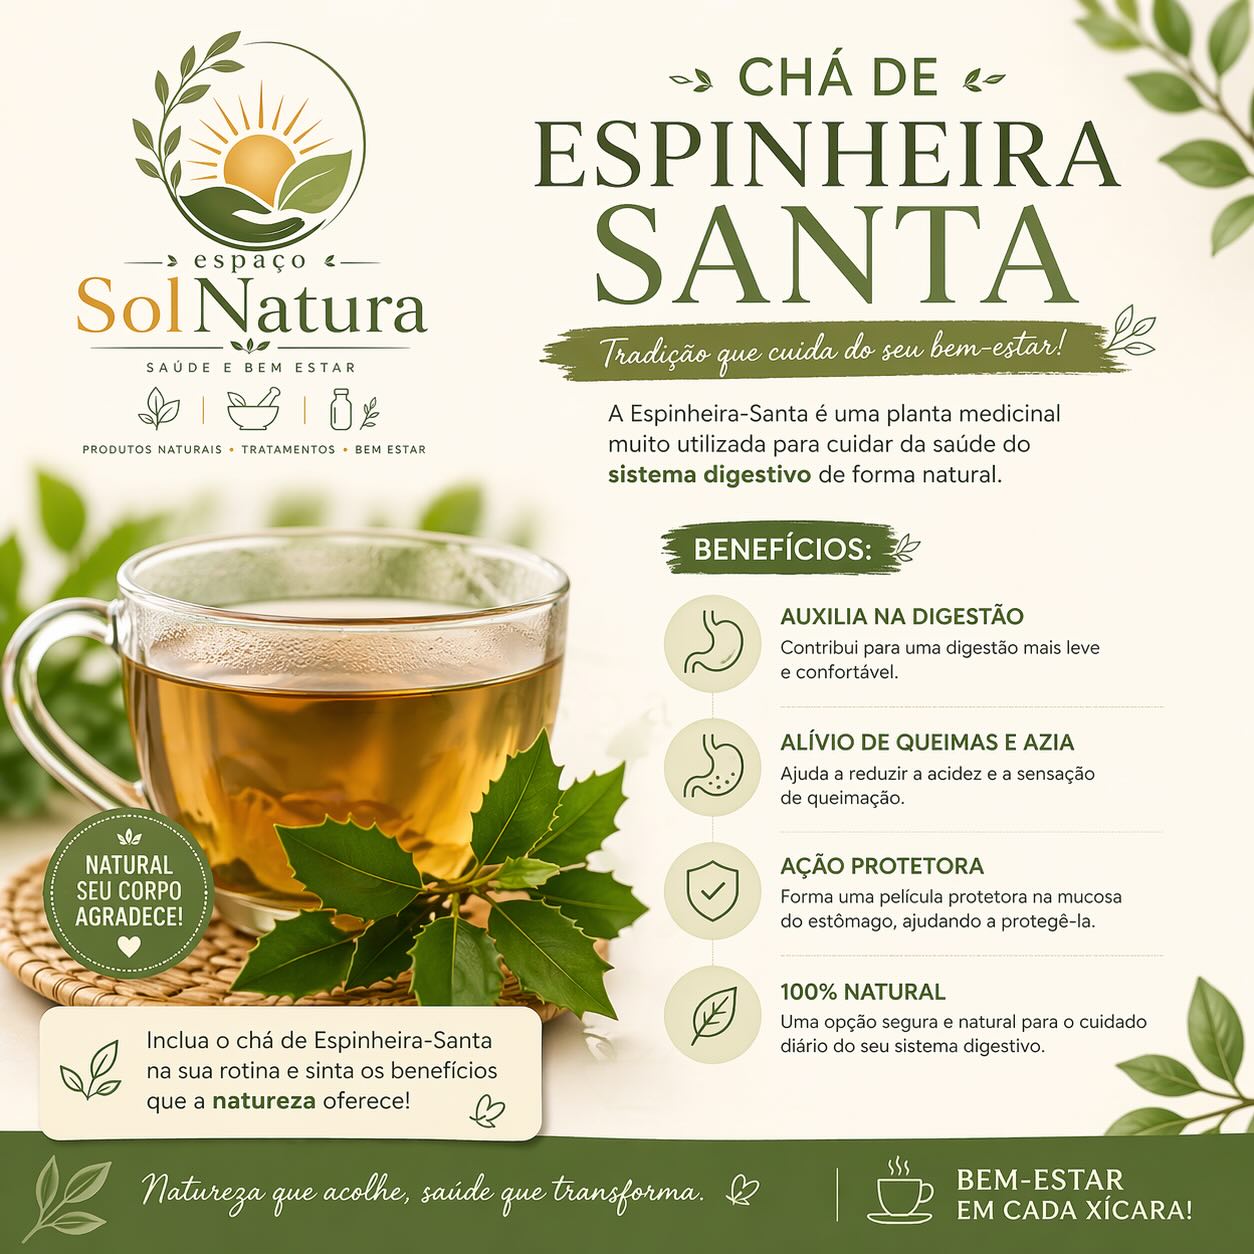 espaço
SolNatura
SAÚDE E BEM ESTAR
PRODUTOS NATURAIS • TRATAMENTOS • BEM ESTAR
CHÁ DE
ESPINHEIRA
SANTA
Tradição que cuida do seu bem-estar!
A Espinheira-Santa é uma planta medicinal
muito utilizada para cuidar da saúde do
sistema digestivo de forma natural.
BENEFÍCIOS:
AUXILIA NA DIGESTÃO
Contribui para uma digestão mais leve
e confortável.
ALÍVIO DE QUEIMAS E AZIA
Ajuda a reduzir a acidez e a sensação
de queimação.
AÇÃO PROTETORA
Forma uma película protetora na mucosa
do estômago, ajudando a protegê-la.
100% NATURAL
Uma opção segura e natural para o cuidado
diário do seu sistema digestivo.
NATURAL
SEU CORPO
AGRADECE!
Inclua o chá de Espinheira-Santa
na sua rotina e sinta os benefícios
que a natureza oferece!
Natureza que acolhe, saúde que transforma.
BEM-ESTAR
EM CADA XÍCARA!